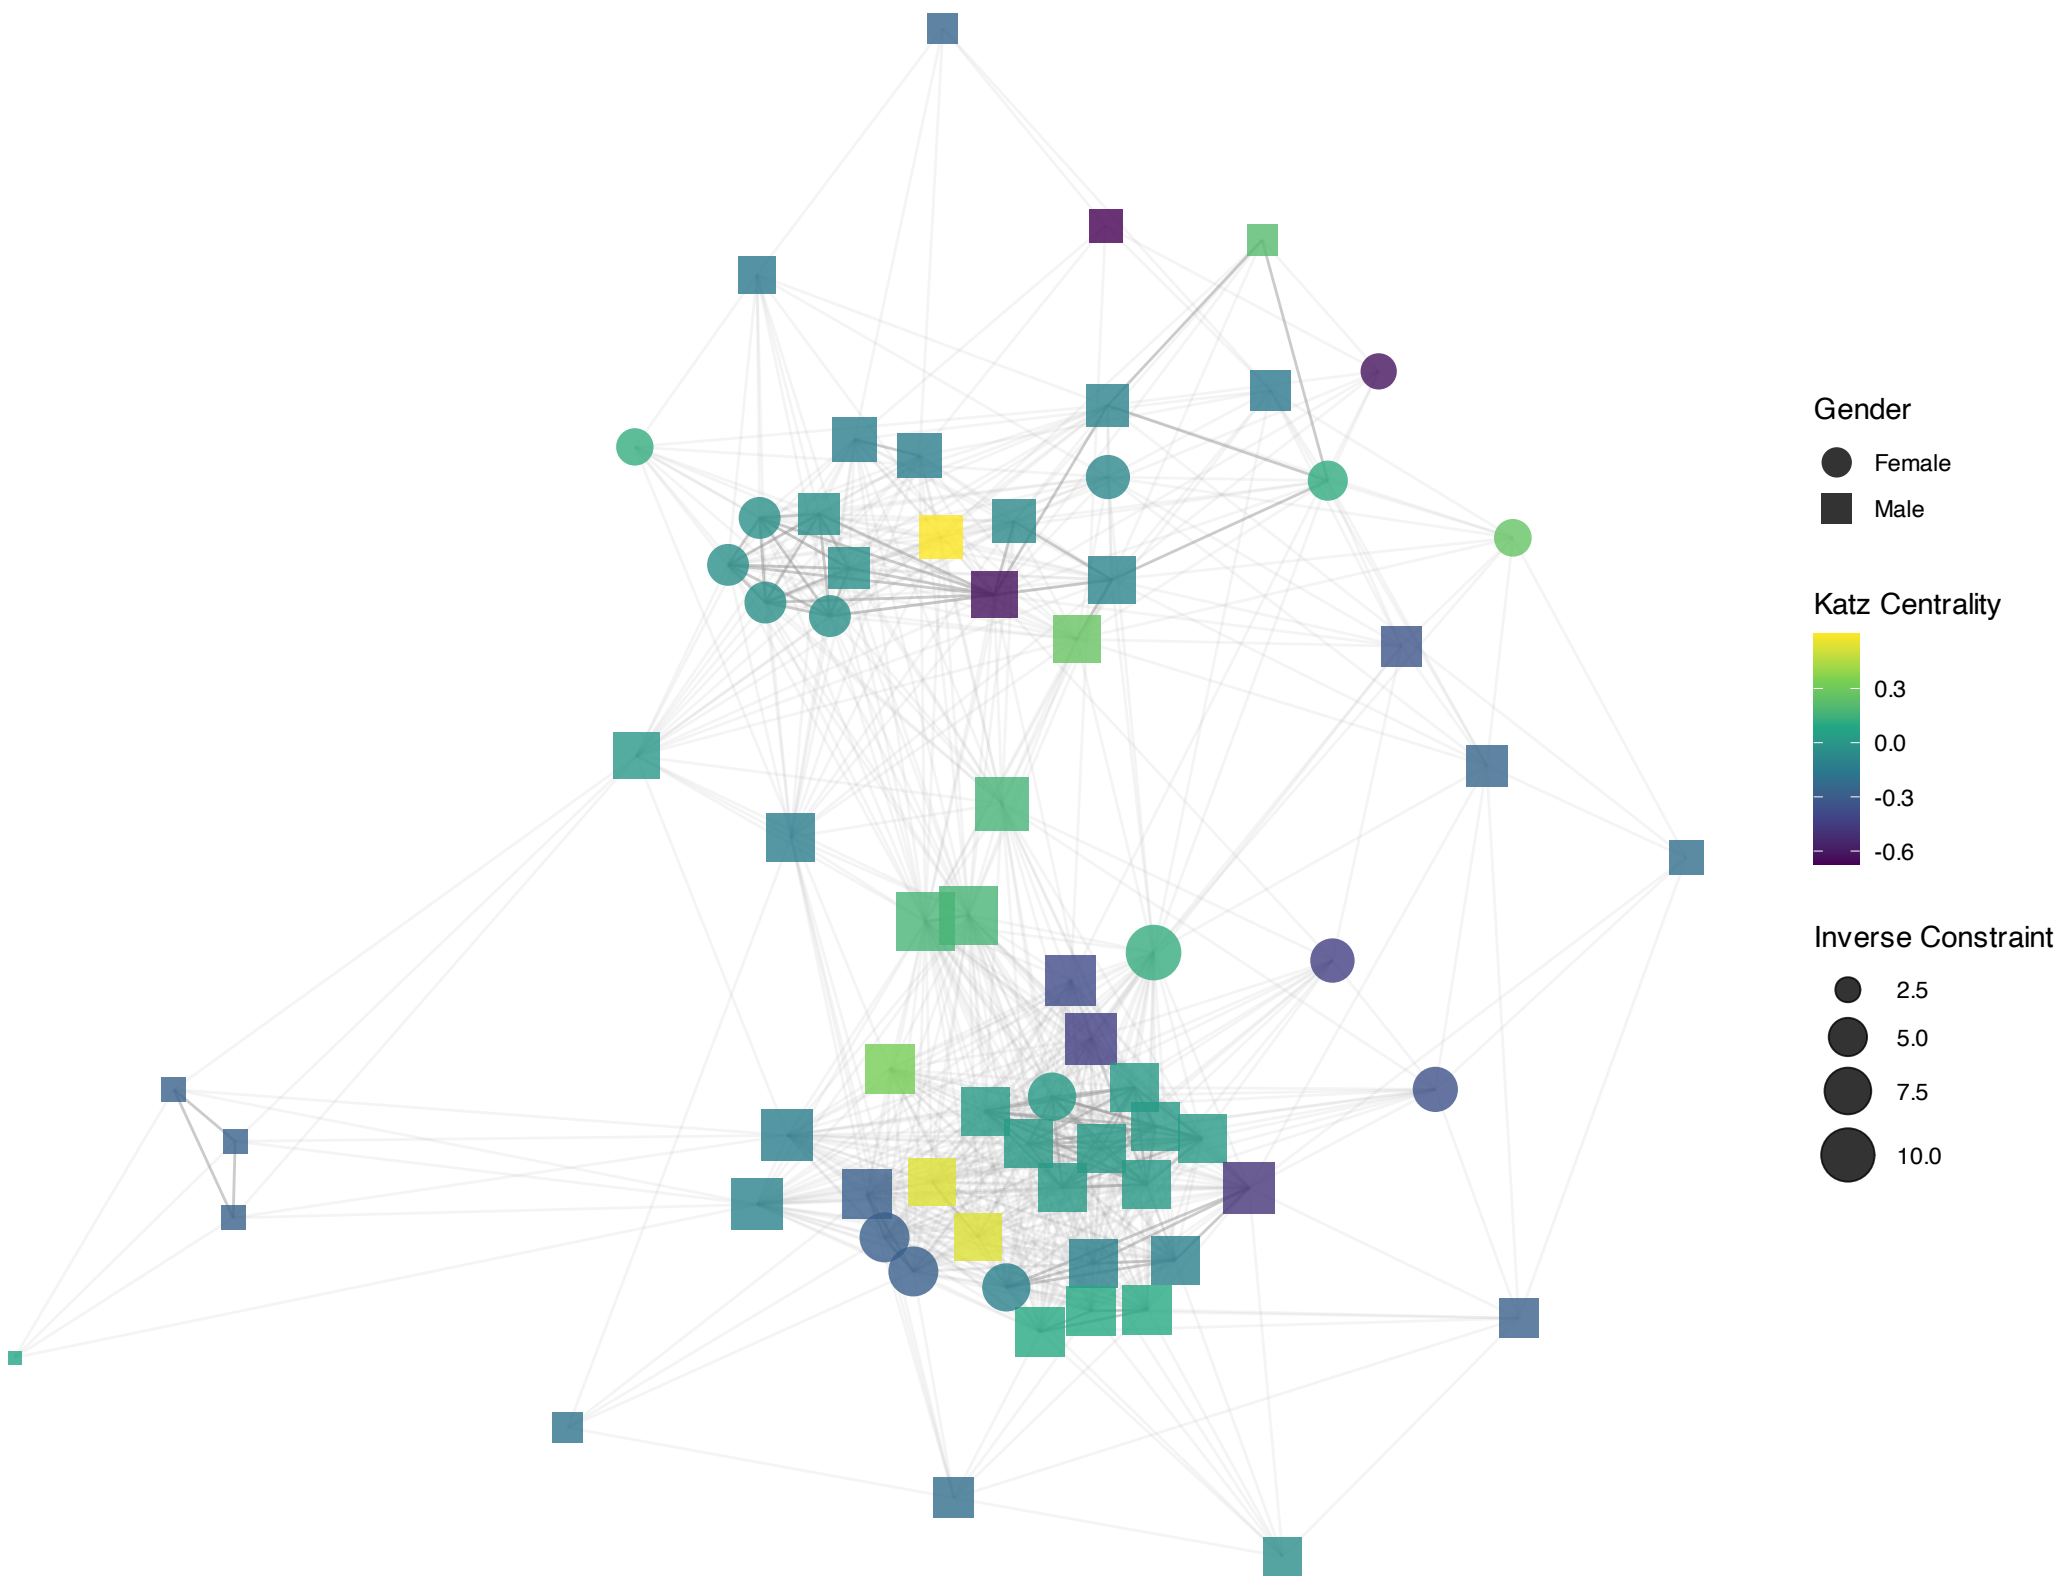 Gender
Female
Male
Katz Centrality
0.3
0.0
-0.3
-0.6
Inverse Constraint
2.5
5.0
7.5
10.0